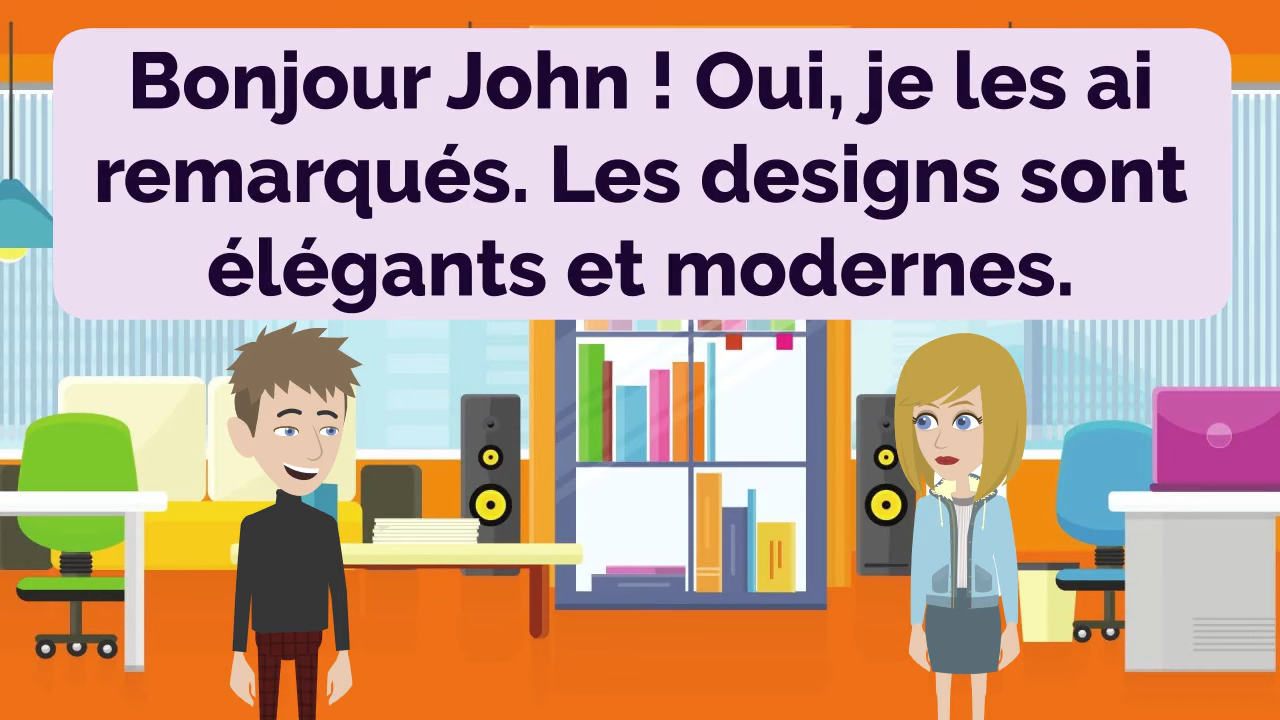 Bonjour John ! Oui, je les ai
remarqués. Les designs sont
élégants et modernes.